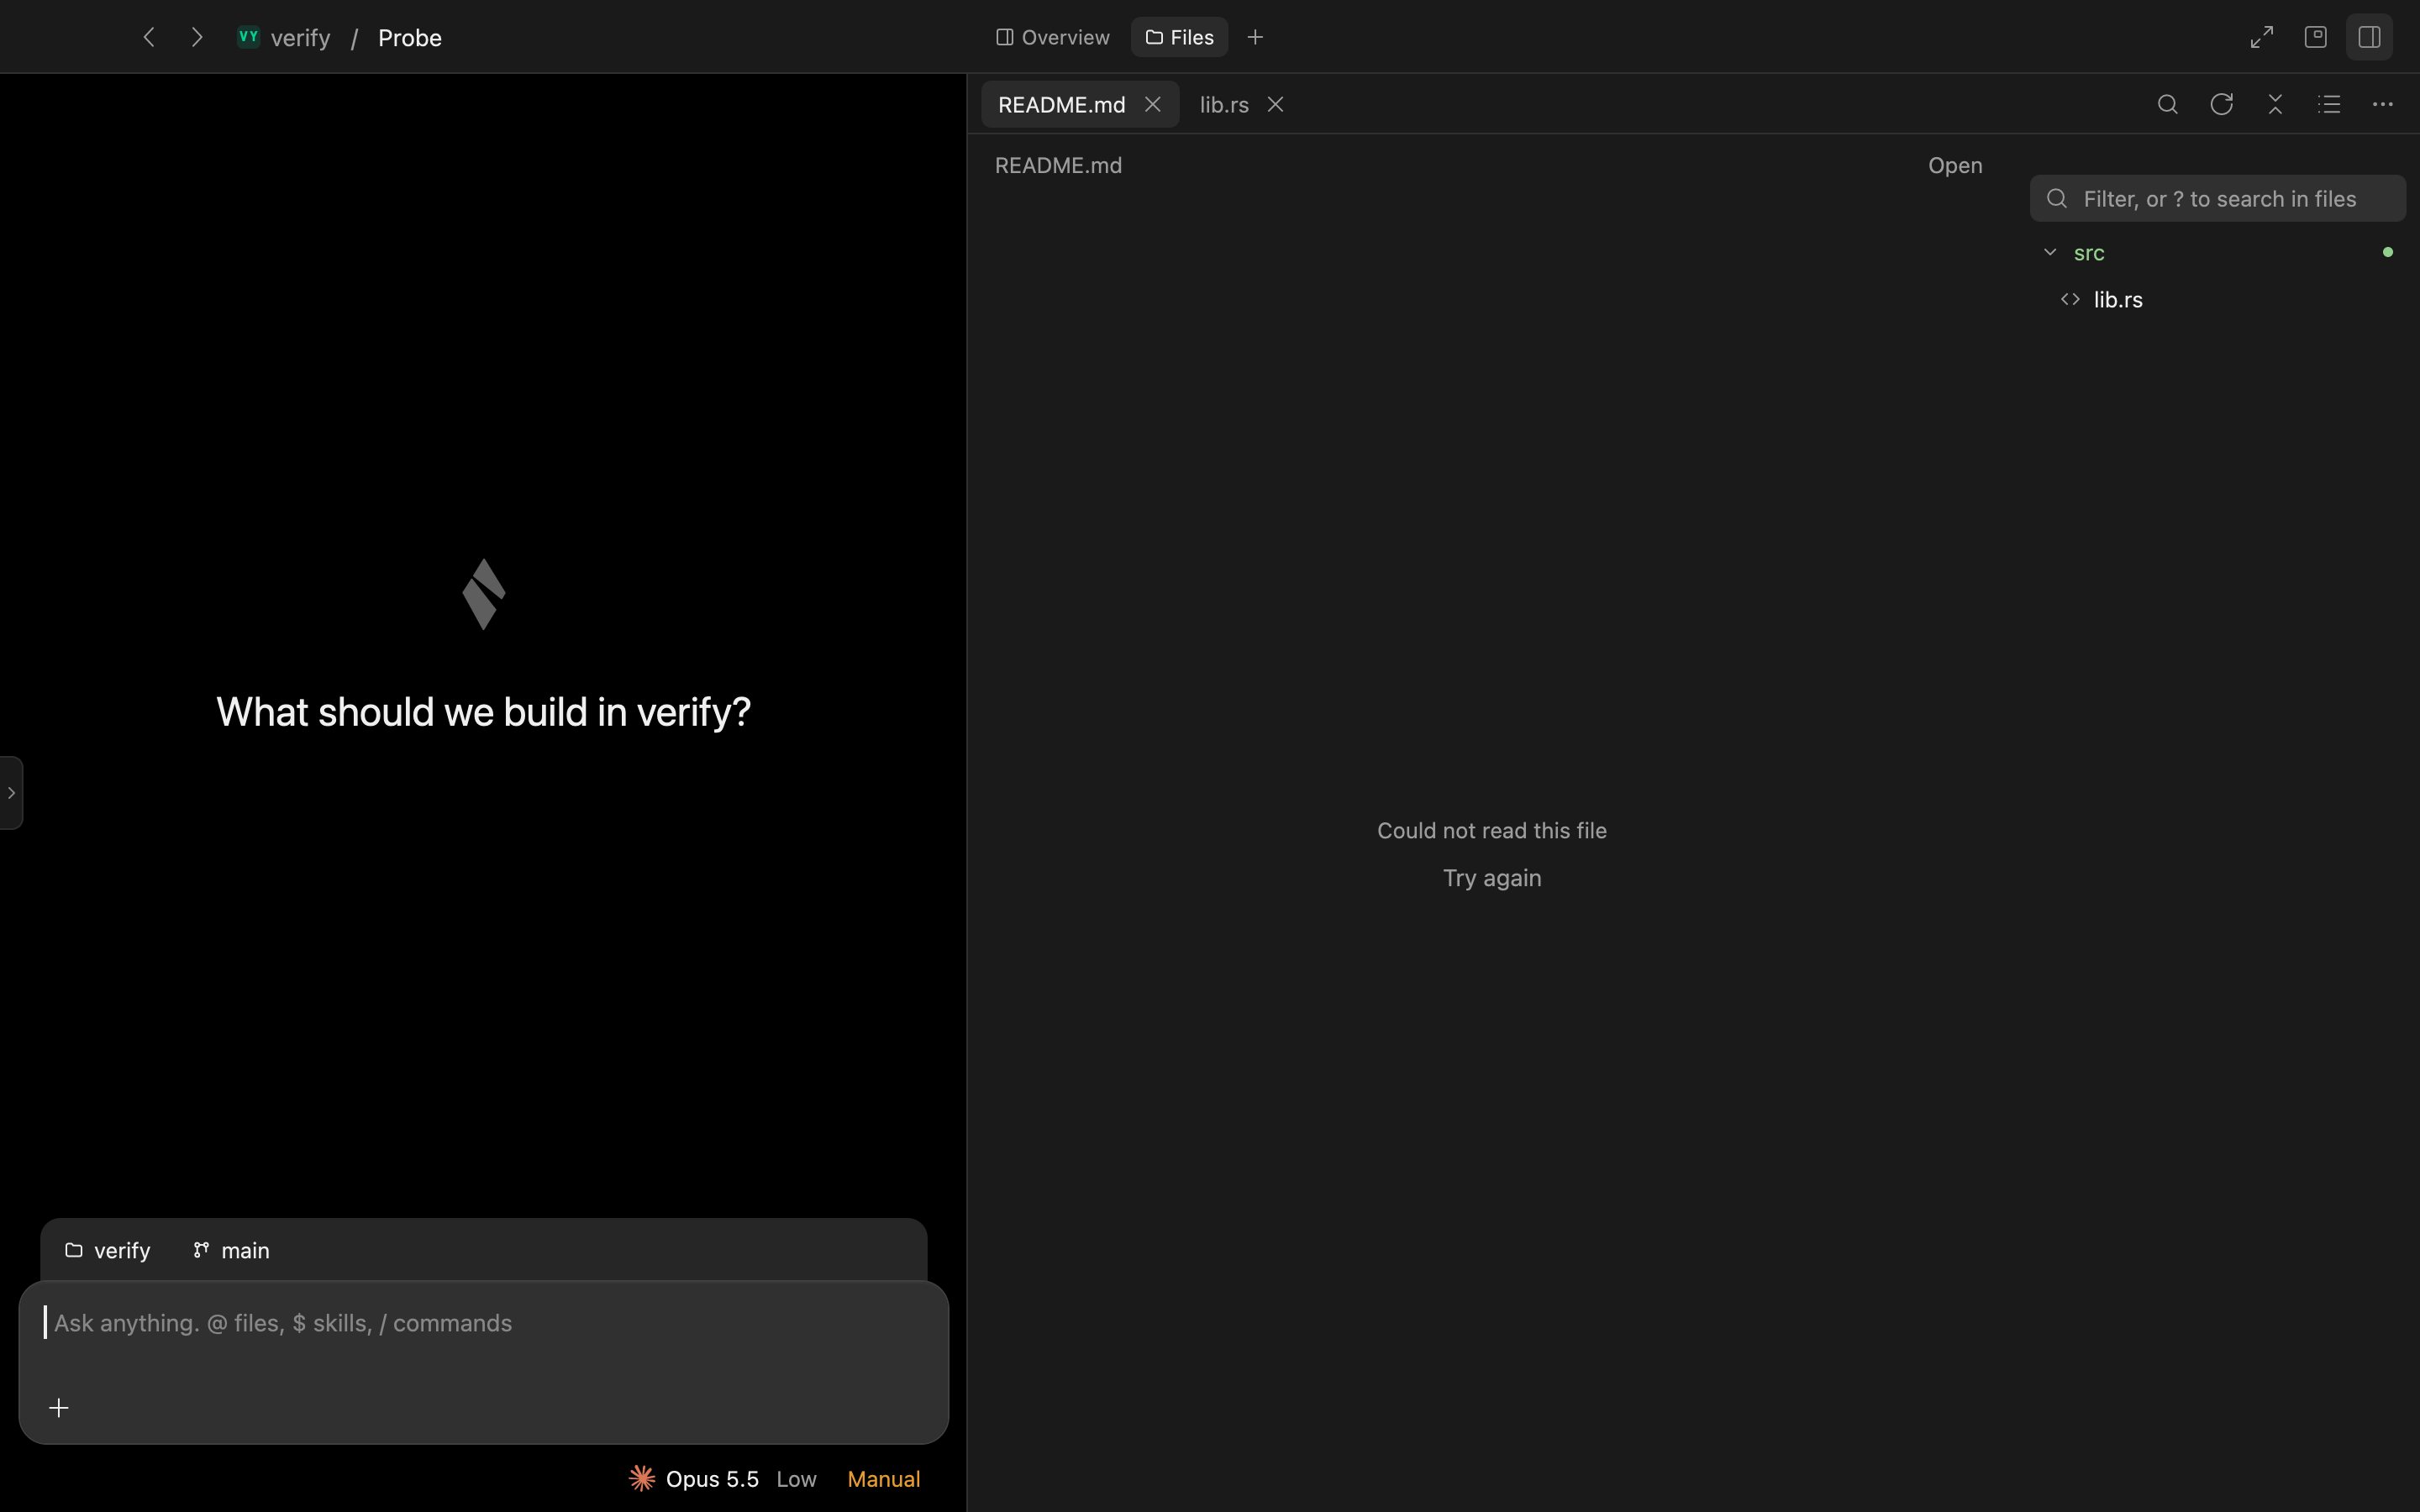 VY verify / Probe
Overview
Files
README.md
lib.rs
README.md
Open
Filter, or ? to search in files
src
lib.rs
What should we build in verify?
Could not read this file
Try again
verify
main
Ask anything. @ files, $ skills, / commands
Opus 5.5 Low Manual